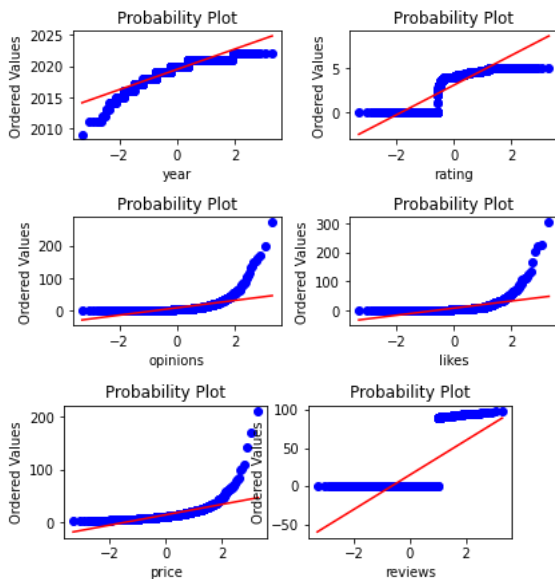 Probability Plot
Ordered Values
2025
2020
2015
2010
−2 0 2
year
Probability Plot
Ordered Values
5
0
−2 0 2
rating
Probability Plot
Ordered Values
200
100
0
−2 0 2
opinions
Probability Plot
Ordered Values
300
200
100
0
−2 0 2
likes
Probability Plot
Ordered Values
200
100
0
−2 0 2
price
Probability Plot
Ordered Values
100
50
0
−50
−2 0 2
reviews